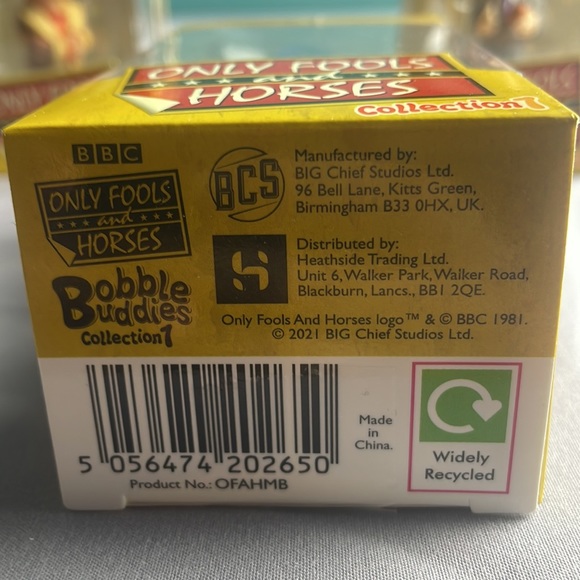 ONLY FOOLS
and
HORSES
Collection 1
BBC
ONLY FOOLS
and
HORSES
Bobble
Buddies
Collection 1
BCS
Manufactured by:
BIG Chief Studios Ltd.
96 Bell Lane, Kitts Green,
Birmingham B33 0HX, UK.
Distributed by:
Heathside Trading Ltd.
Unit 6, Walker Park, Walker Road,
Blackburn, Lancs., BB1 2QE.
Only Fools And Horses logo™ & © BBC 1981.
© 2021 BIG Chief Studios Ltd.
5 056474 202650
Product No.: OFAHMB
Made
in
China.
Widely
Recycled